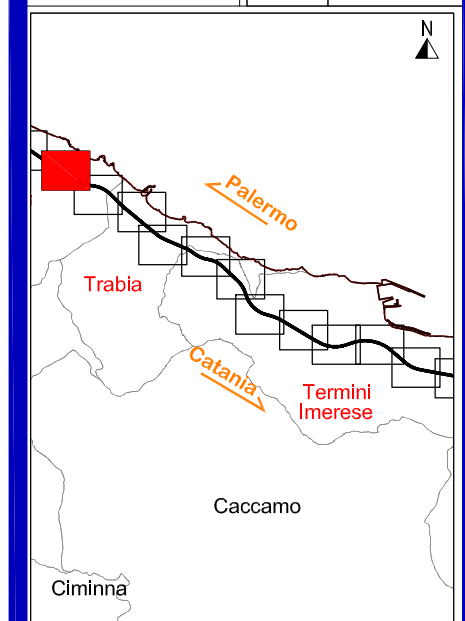 N
Palermo
Trabia
Catania
Termini
Imerese
Caccamo
Ciminna